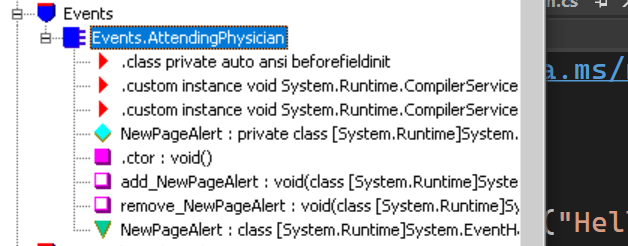 Events
Events.AttendingPhysician
.class private auto ansi beforefieldinit
.custom instance void System.Runtime.CompilerService
.custom instance void System.Runtime.CompilerService
NewPageAlert : private class [System.Runtime]System.
.ctor : void()
add_NewPageAlert : void(class [System.Runtime]Syste
remove_NewPageAlert : void(class [System.Runtime]Sy
NewPageAlert : class [System.Runtime]System.EventH
.cs
a.ms/
("Hel